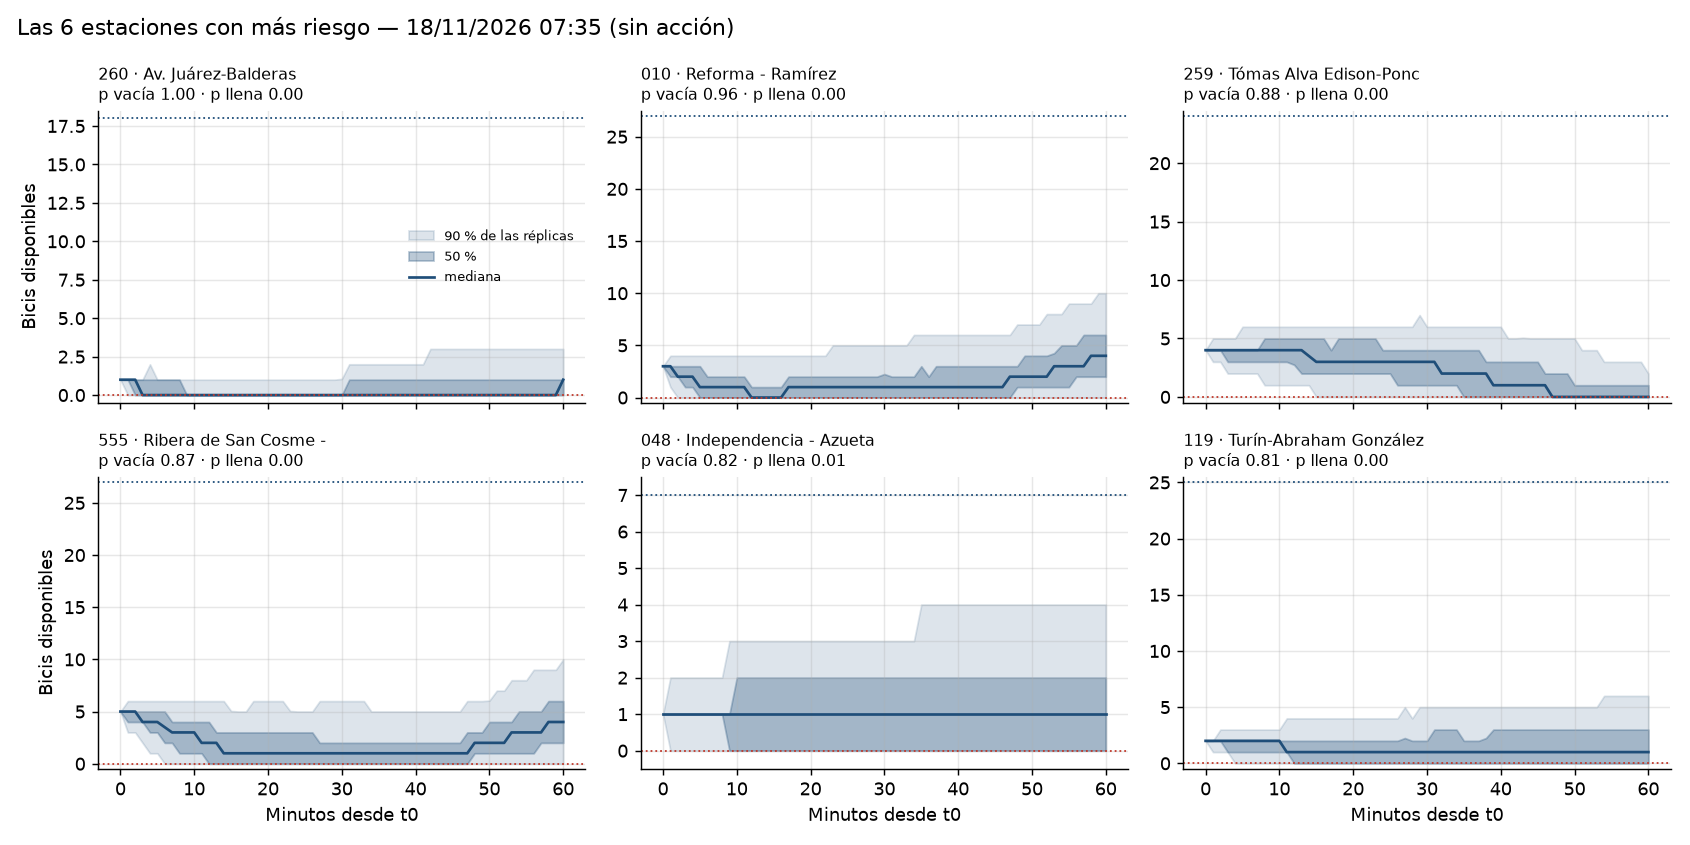 Las 6 estaciones con más riesgo — 18/11/2026 07:35 (sin acción)
260 · Av. Juárez-Balderas
p vacía 1.00 · p llena 0.00
17.5
15.0
12.5
10.0
7.5
5.0
2.5
0.0
Bicis disponibles
90 % de las réplicas
50 %
mediana
010 · Reforma - Ramírez
p vacía 0.96 · p llena 0.00
25
20
15
10
5
0
259 · Tómas Alva Edison-Ponc
p vacía 0.88 · p llena 0.00
20
15
10
5
0
555 · Ribera de San Cosme -
p vacía 0.87 · p llena 0.00
25
20
15
10
5
0
Bicis disponibles
0 10 20 30 40 50 60
Minutos desde t0
048 · Independencia - Azueta
p vacía 0.82 · p llena 0.01
7
6
5
4
3
2
1
0
0 10 20 30 40 50 60
Minutos desde t0
119 · Turín-Abraham González
p vacía 0.81 · p llena 0.00
25
20
15
10
5
0
0 10 20 30 40 50 60
Minutos desde t0